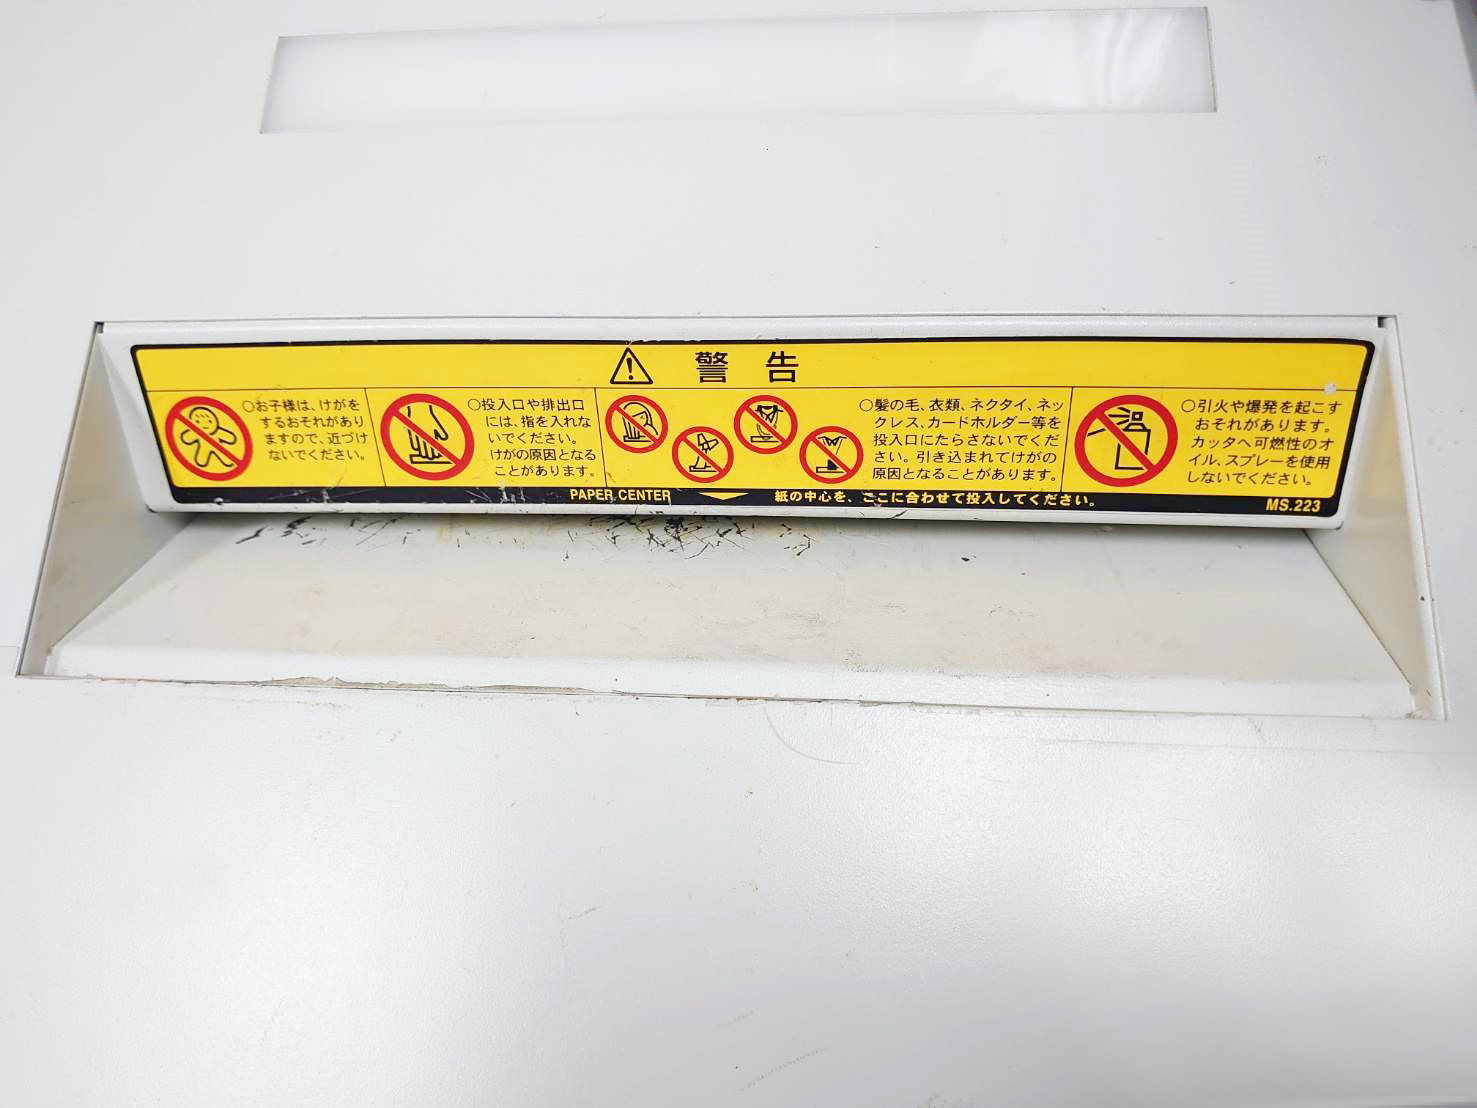 警告
○お子様は、けがを
するおそれがあり
ますので、近づけ
ないでください。
○投入口や排出口
には、指を入れな
いでください。
けがの原因となる
ことがあります。
○髪の毛、衣類、ネクタイ、ネッ
クレス、カードホルダー等を
投入口にたらさないでくだ
さい。引き込まれてけがの
原因となることがあります。
○引火や爆発を起こす
おそれがあります。
カッタへ可燃性のオ
イル、スプレーを使用
しないでください。
PAPER CENTER 紙の中心を、ここに合わせて投入してください。
MS.223